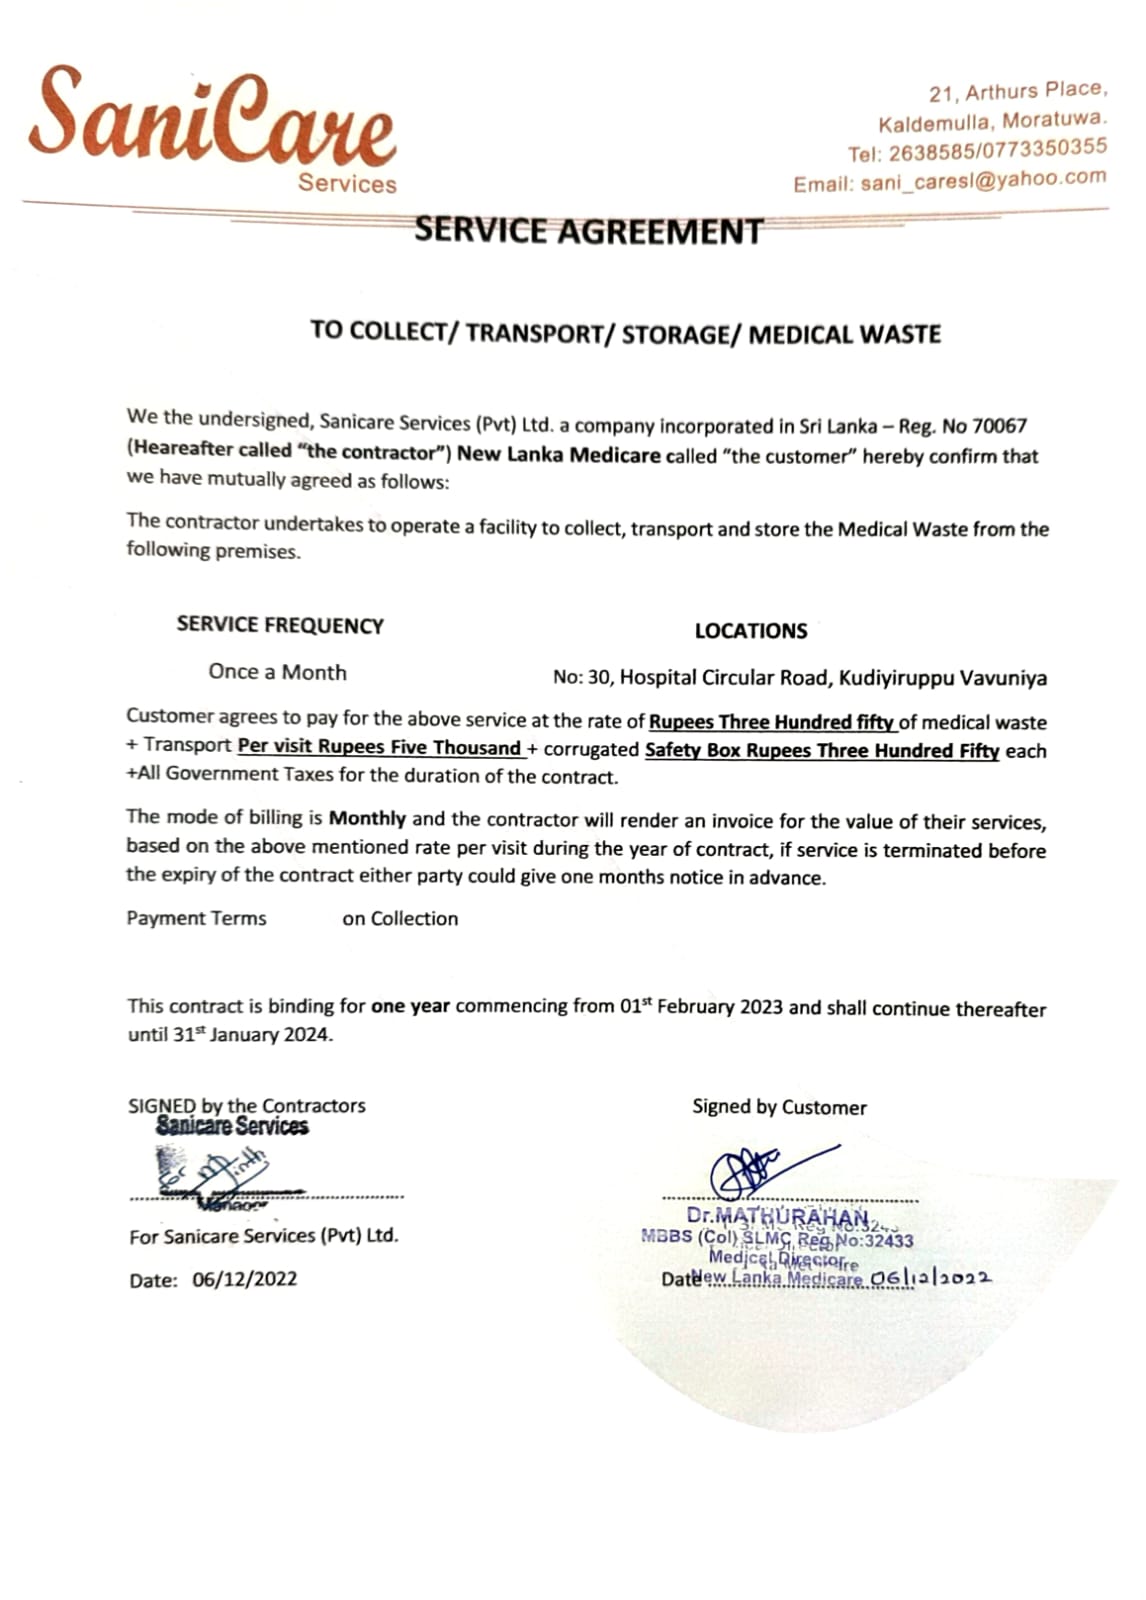 SaniCare
Services
21, Arthurs Place,
Kaldemulla, Moratuwa.
Tel: 2638585/0773350355
Email: sani_caresl@yahoo.com
SERVICE AGREEMENT
TO COLLECT/ TRANSPORT/ STORAGE/ MEDICAL WASTE
We the undersigned, Sanicare Services (Pvt) Ltd. a company incorporated in Sri Lanka – Reg. No 70067
(Heareafter called “the contractor”) New Lanka Medicare called “the customer” hereby confirm that
we have mutually agreed as follows:
The contractor undertakes to operate a facility to collect, transport and store the Medical Waste from the
following premises.
SERVICE FREQUENCY
LOCATIONS
Once a Month
No: 30, Hospital Circular Road, Kudiyiruppu Vavuniya
Customer agrees to pay for the above service at the rate of Rupees Three Hundred fifty of medical waste
+ Transport Per visit Rupees Five Thousand + corrugated Safety Box Rupees Three Hundred Fifty each
+All Government Taxes for the duration of the contract.
The mode of billing is Monthly and the contractor will render an invoice for the value of their services,
based on the above mentioned rate per visit during the year of contract, if service is terminated before
the expiry of the contract either party could give one months notice in advance.
Payment Terms on Collection
This contract is binding for one year commencing from 01st February 2023 and shall continue thereafter
until 31st January 2024.
SIGNED by the Contractors
Signed by Customer
Sanicare Services
Manager
For Sanicare Services (Pvt) Ltd.
Date: 06/12/2022
Dr.MATHURAHAN
MBBS (Col) SLMC Reg.No:32433
Medical Director
New Lanka Medicare
Date 06/12/2022